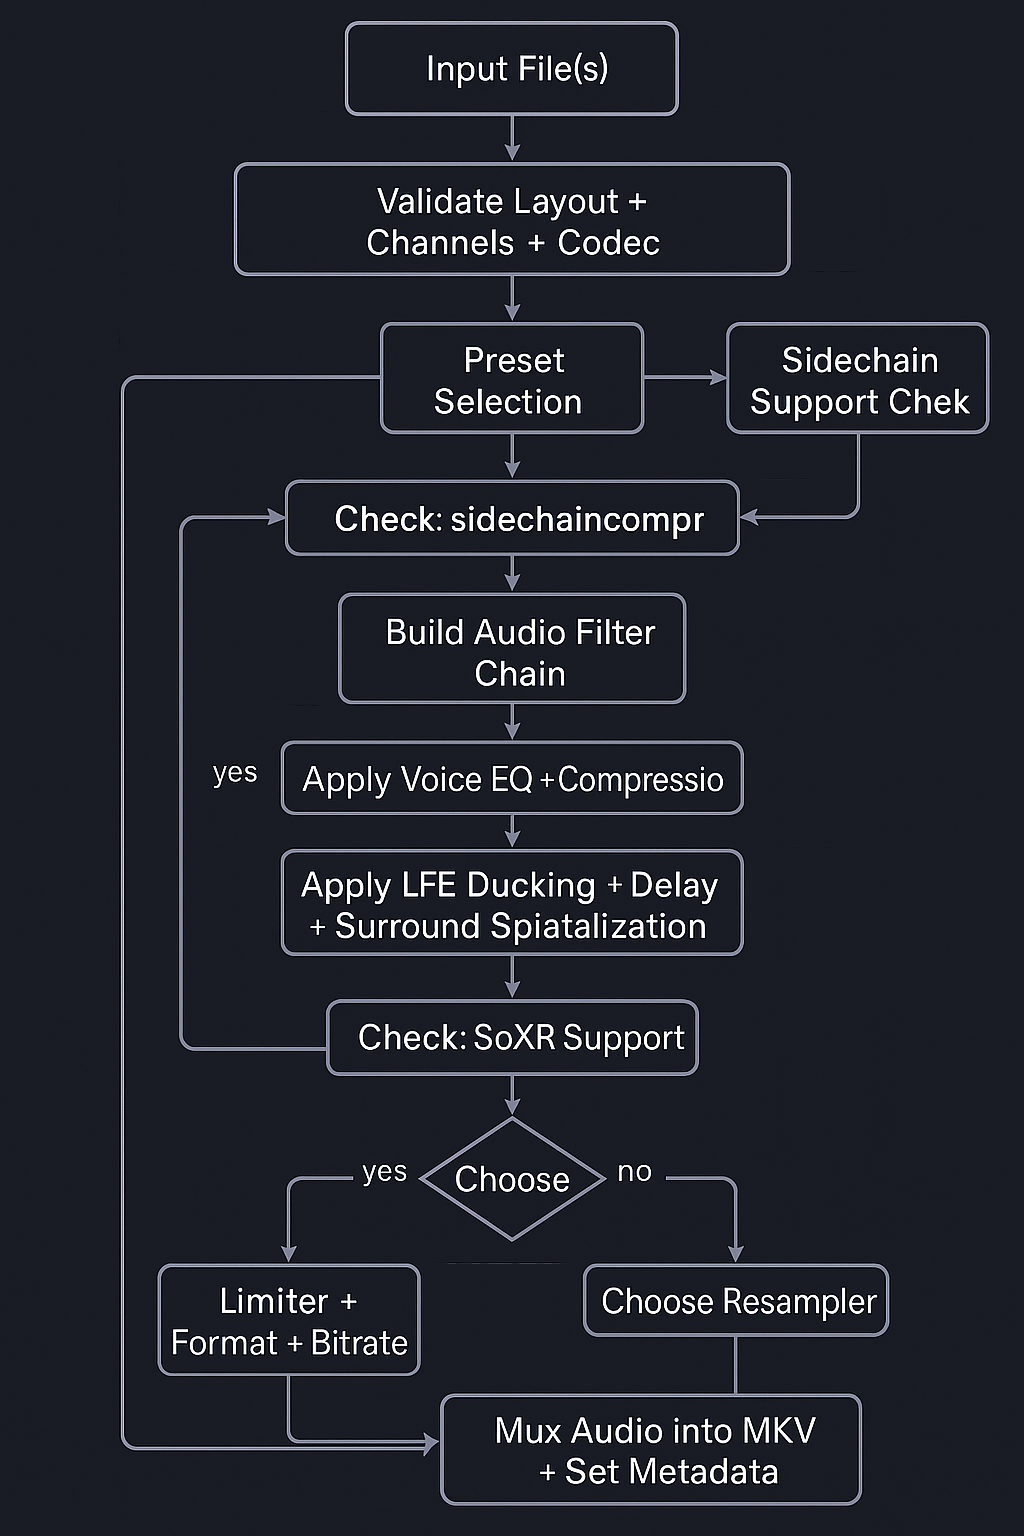 Input File(s)
Validate Layout +
Channels + Codec
Preset
Selection
Sidechain
Support Chek
Check: sidechaincompr
Build Audio Filter
Chain
yes
Apply Voice EQ +Compressio
Apply LFE Ducking + Delay
+ Surround Spiatalization
Check: SoXR Support
yes
Choose
no
Limiter +
Format + Bitrate
Choose Resampler
Mux Audio into MKV
+ Set Metadata